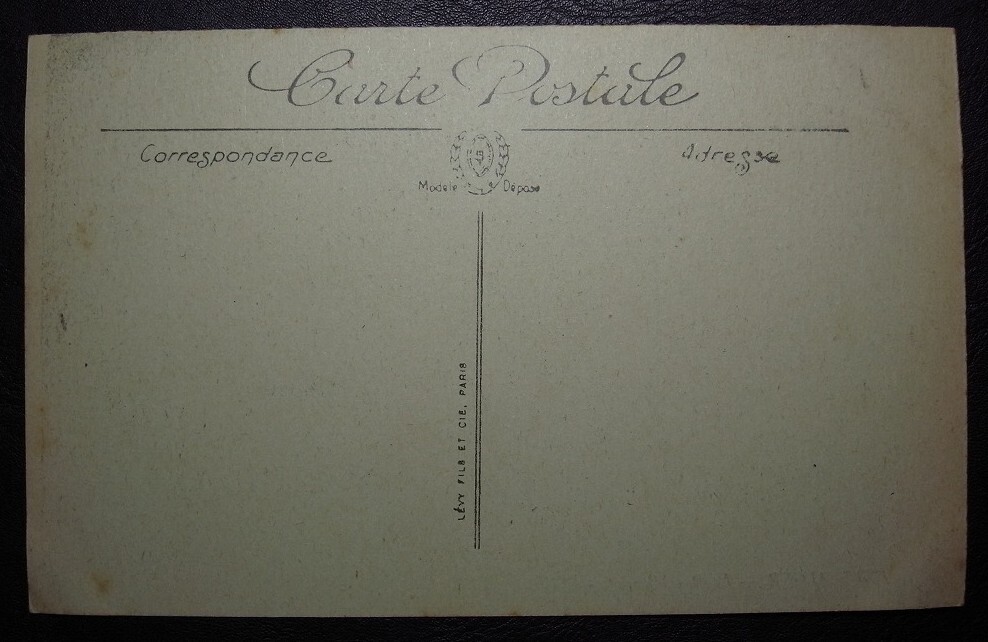 Carte Postale
Correspondance
Adresse
Modèle Déposé
LÉVY FILS ET CIE, PARIS